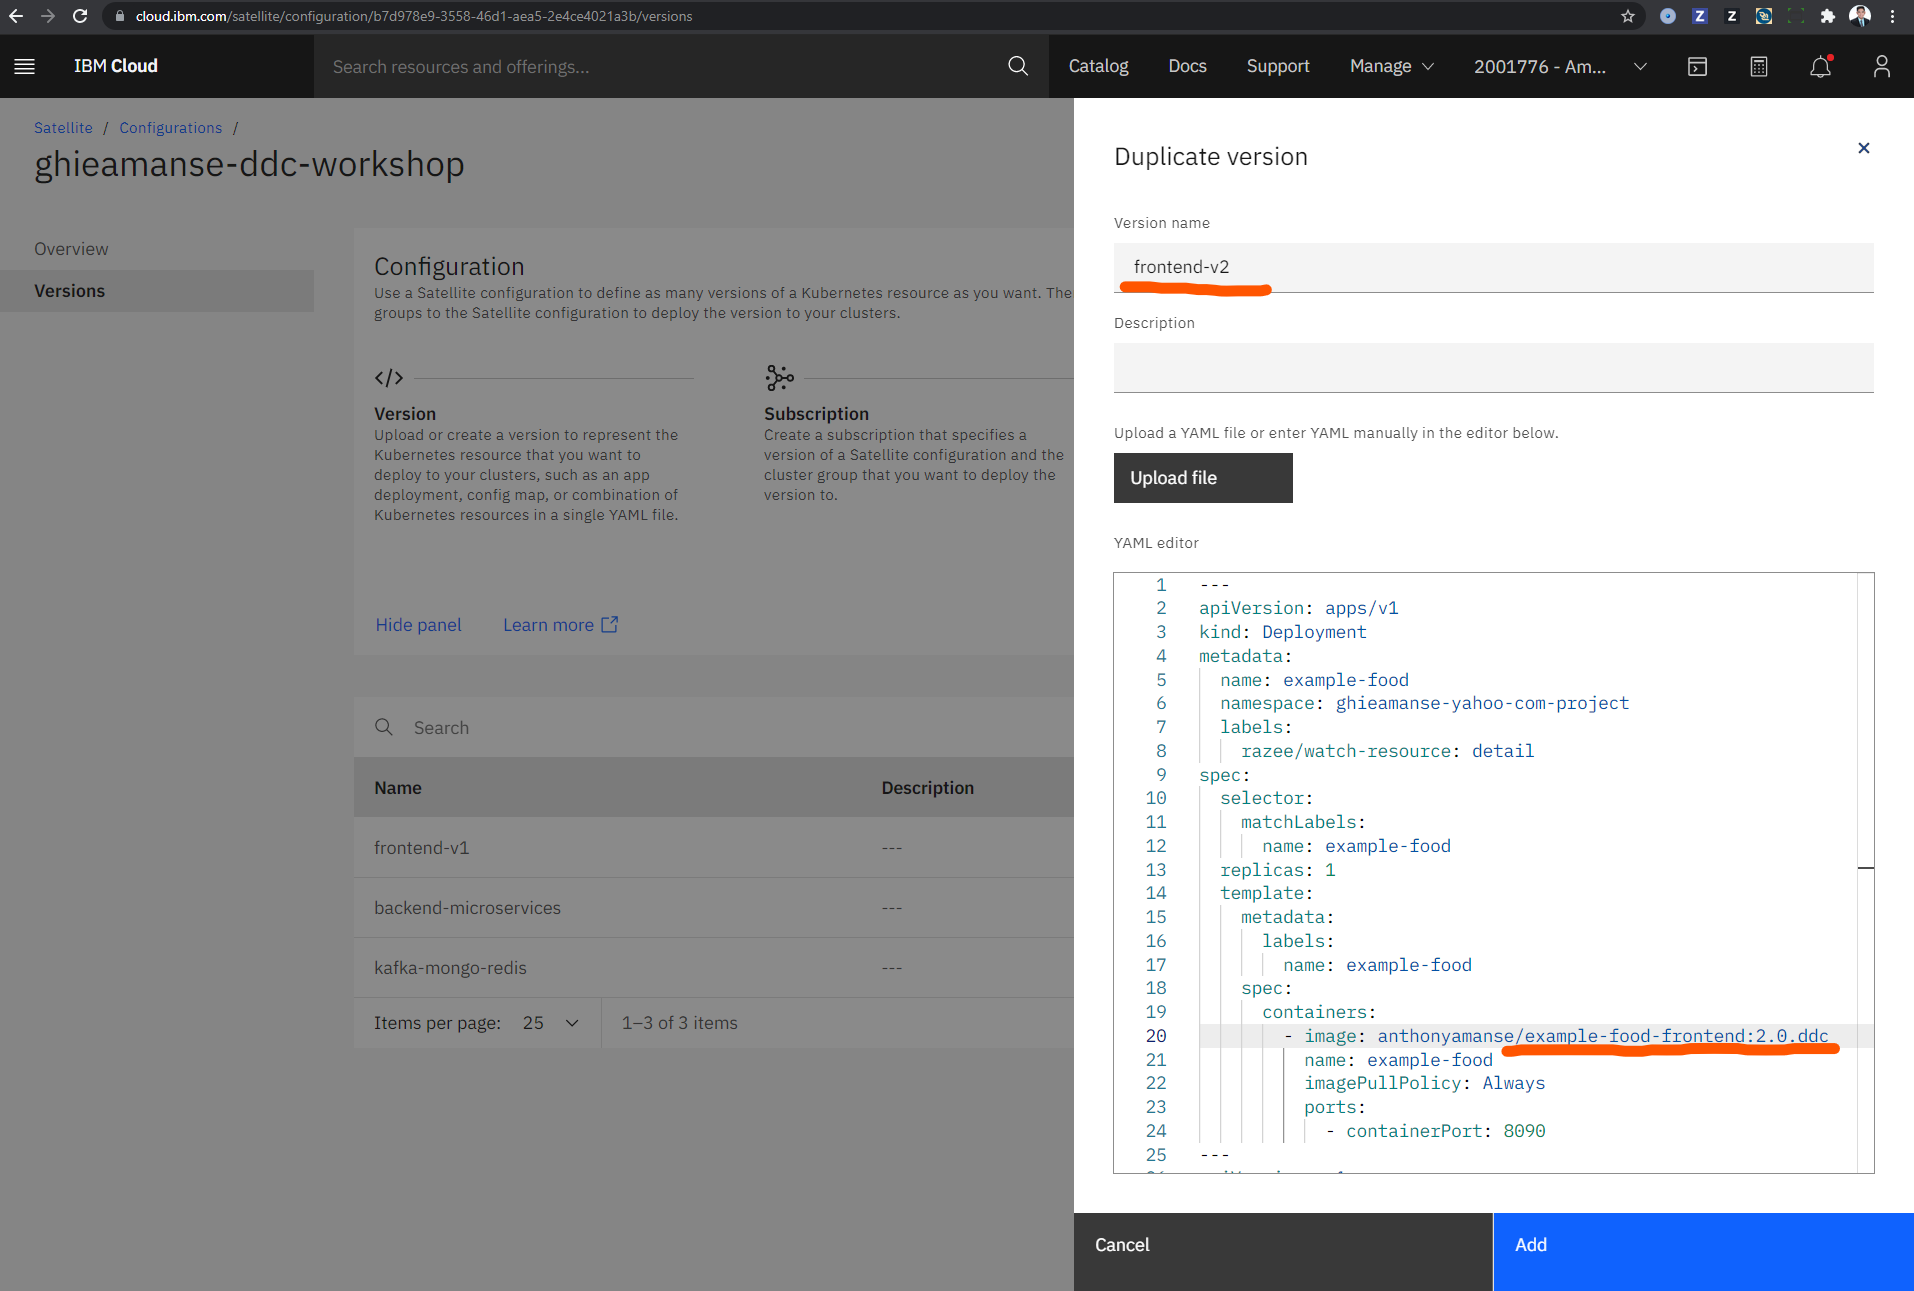 cloud.ibm.com/satellite/configuration/b7d978e9-3558-46d1-aea5-2e4ce4021a3b/versions
IBM Cloud
Search resources and offerings...
Catalog
Docs
Support
Manage
2001776 - Am...
Satellite / Configurations /
ghieamanse-ddc-workshop
Overview
Versions
Configuration
Use a Satellite configuration to define as many versions of a Kubernetes resource as you want. The
groups to the Satellite configuration to deploy the version to your clusters.
Version
Upload or create a version to represent the
Kubernetes resource that you want to
deploy to your clusters, such as an app
deployment, config map, or combination of
Kubernetes resources in a single YAML file.
Subscription
Create a subscription that specifies a
version of a Satellite configuration and the
cluster group that you want to deploy the
version to.
Hide panel
Learn more
Search
Name Description
frontend-v1 ---
backend-microservices ---
kafka-mongo-redis ---
Items per page: 25 1–3 of 3 items
Duplicate version
Version name
frontend-v2
Description
Upload a YAML file or enter YAML manually in the editor below.
Upload file
YAML editor
1 ---
2 apiVersion: apps/v1
3 kind: Deployment
4 metadata:
5 name: example-food
6 namespace: ghieamanse-yahoo-com-project
7 labels:
8 razee/watch-resource: detail
9 spec:
10 selector:
11 matchLabels:
12 name: example-food
13 replicas: 1
14 template:
15 metadata:
16 labels:
17 name: example-food
18 spec:
19 containers:
20 - image: anthonyamanse/example-food-frontend:2.0.ddc
21 name: example-food
22 imagePullPolicy: Always
23 ports:
24 - containerPort: 8090
25 ---
Cancel
Add